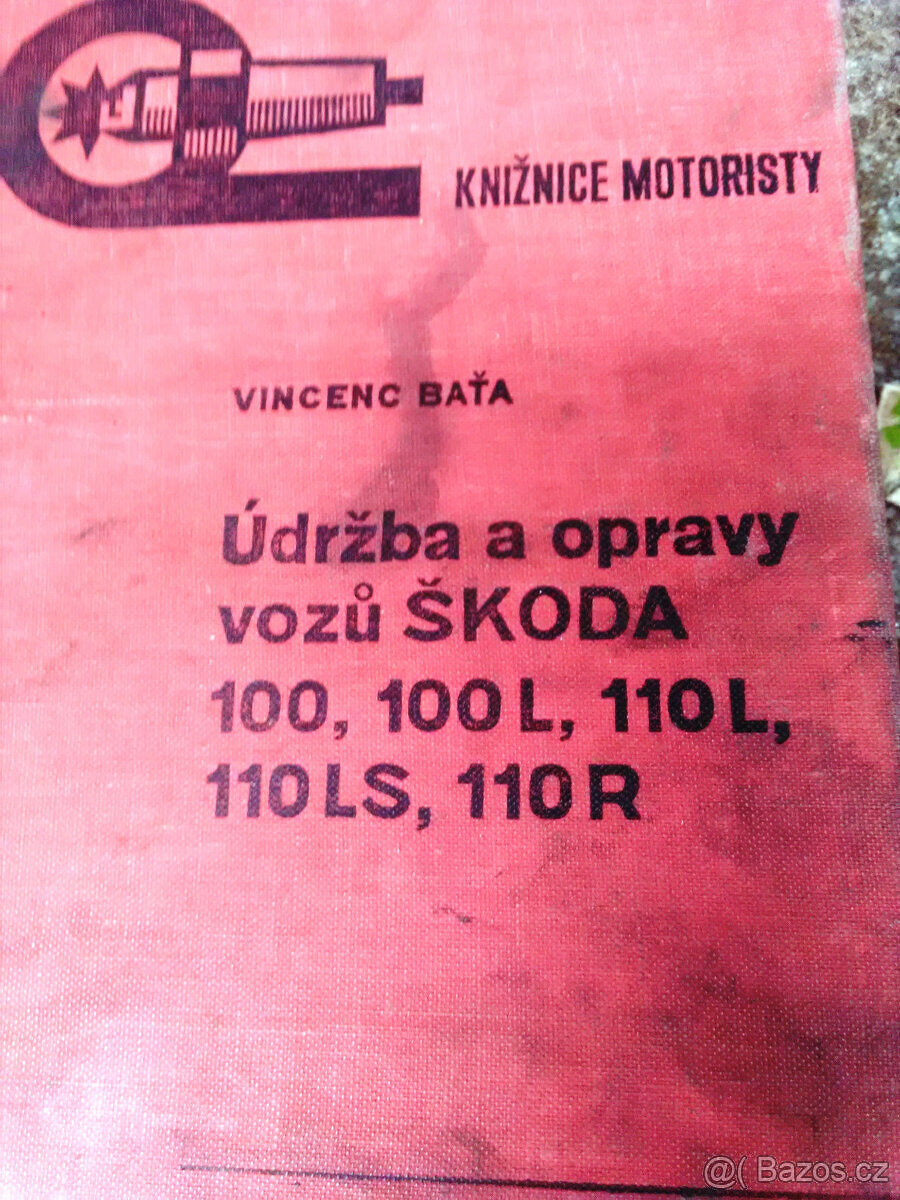 KNIŽNICE MOTORISTY
VINCENC BAŤA
Údržba a opravy
vozů ŠKODA
100, 100 L, 110 L,
110 LS, 110 R
@( Bazos.cz